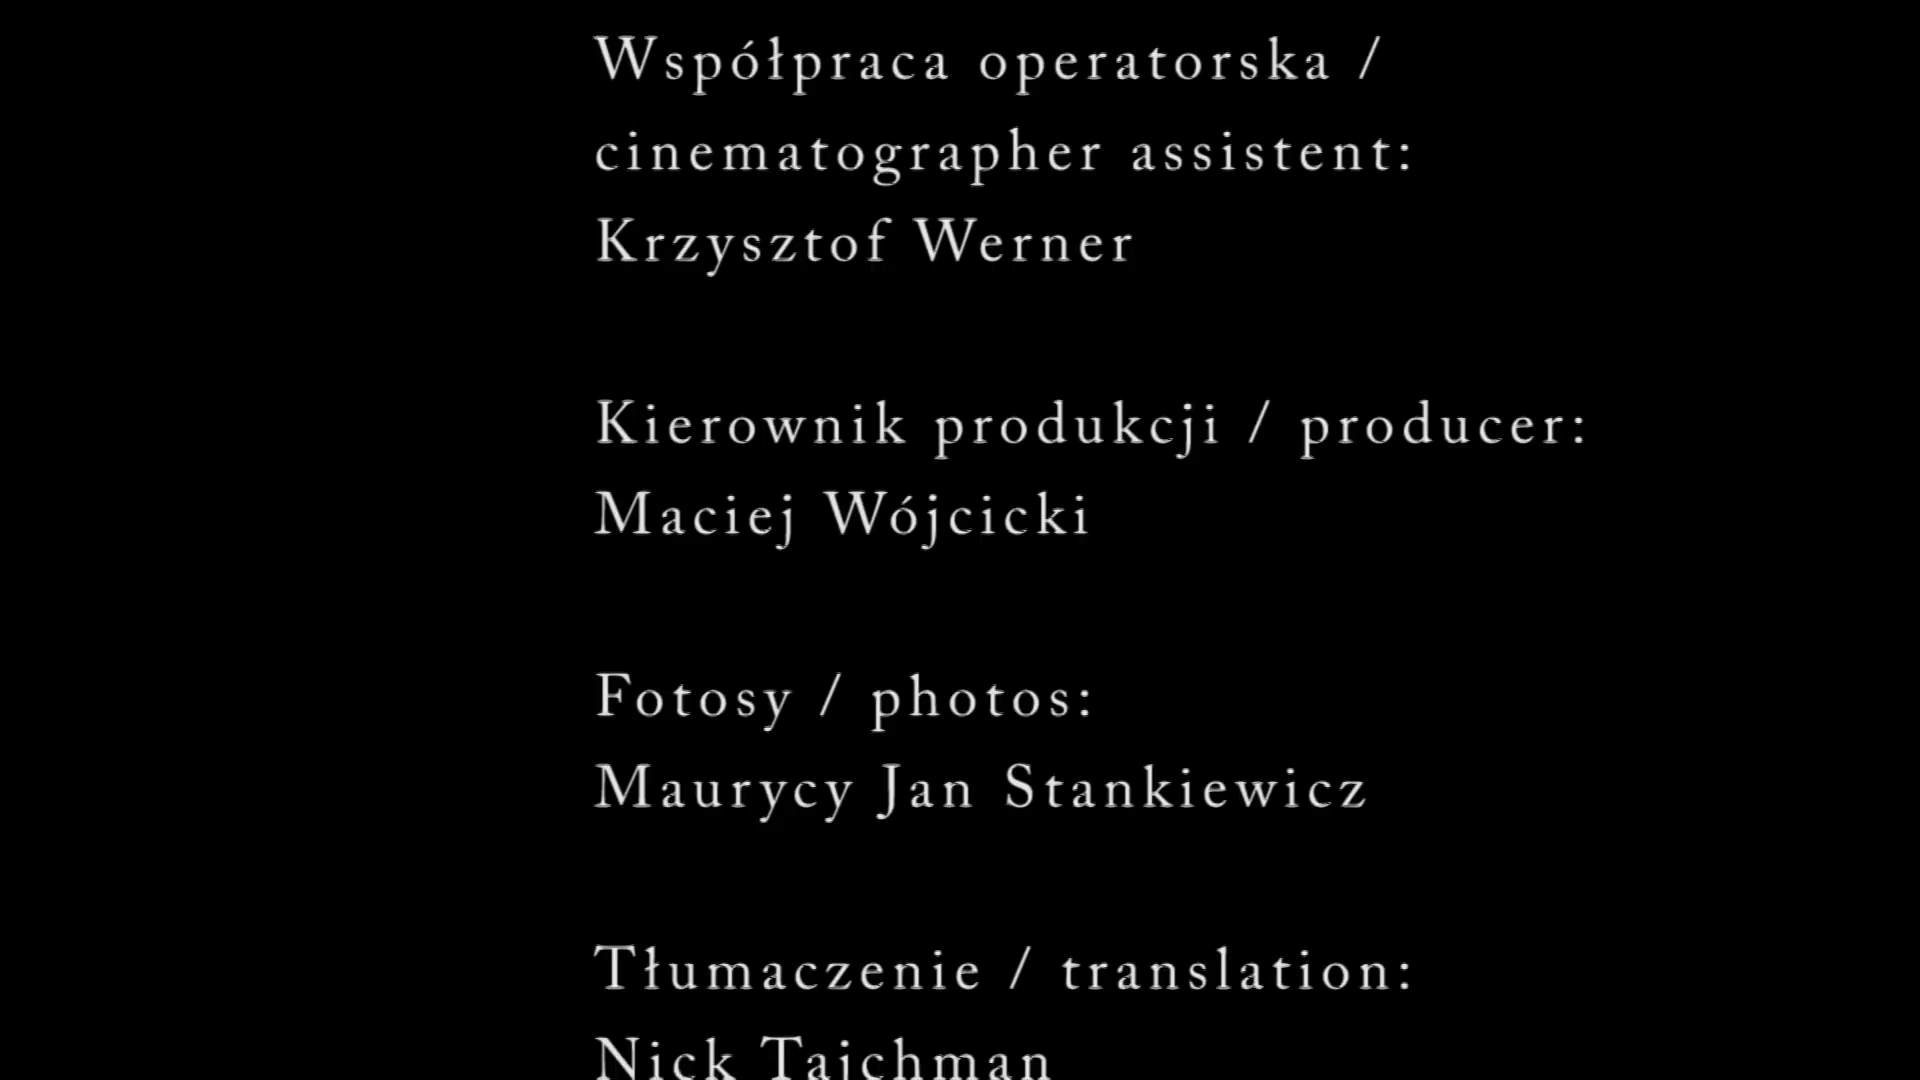 Współpraca operatorska /
cinematographer assistent:
Krzysztof Werner
Kierownik produkcji / producer:
Maciej Wójcicki
Fotosy / photos:
Maurycy Jan Stankiewicz
Tłumaczenie / translation:
Nick Tajchman